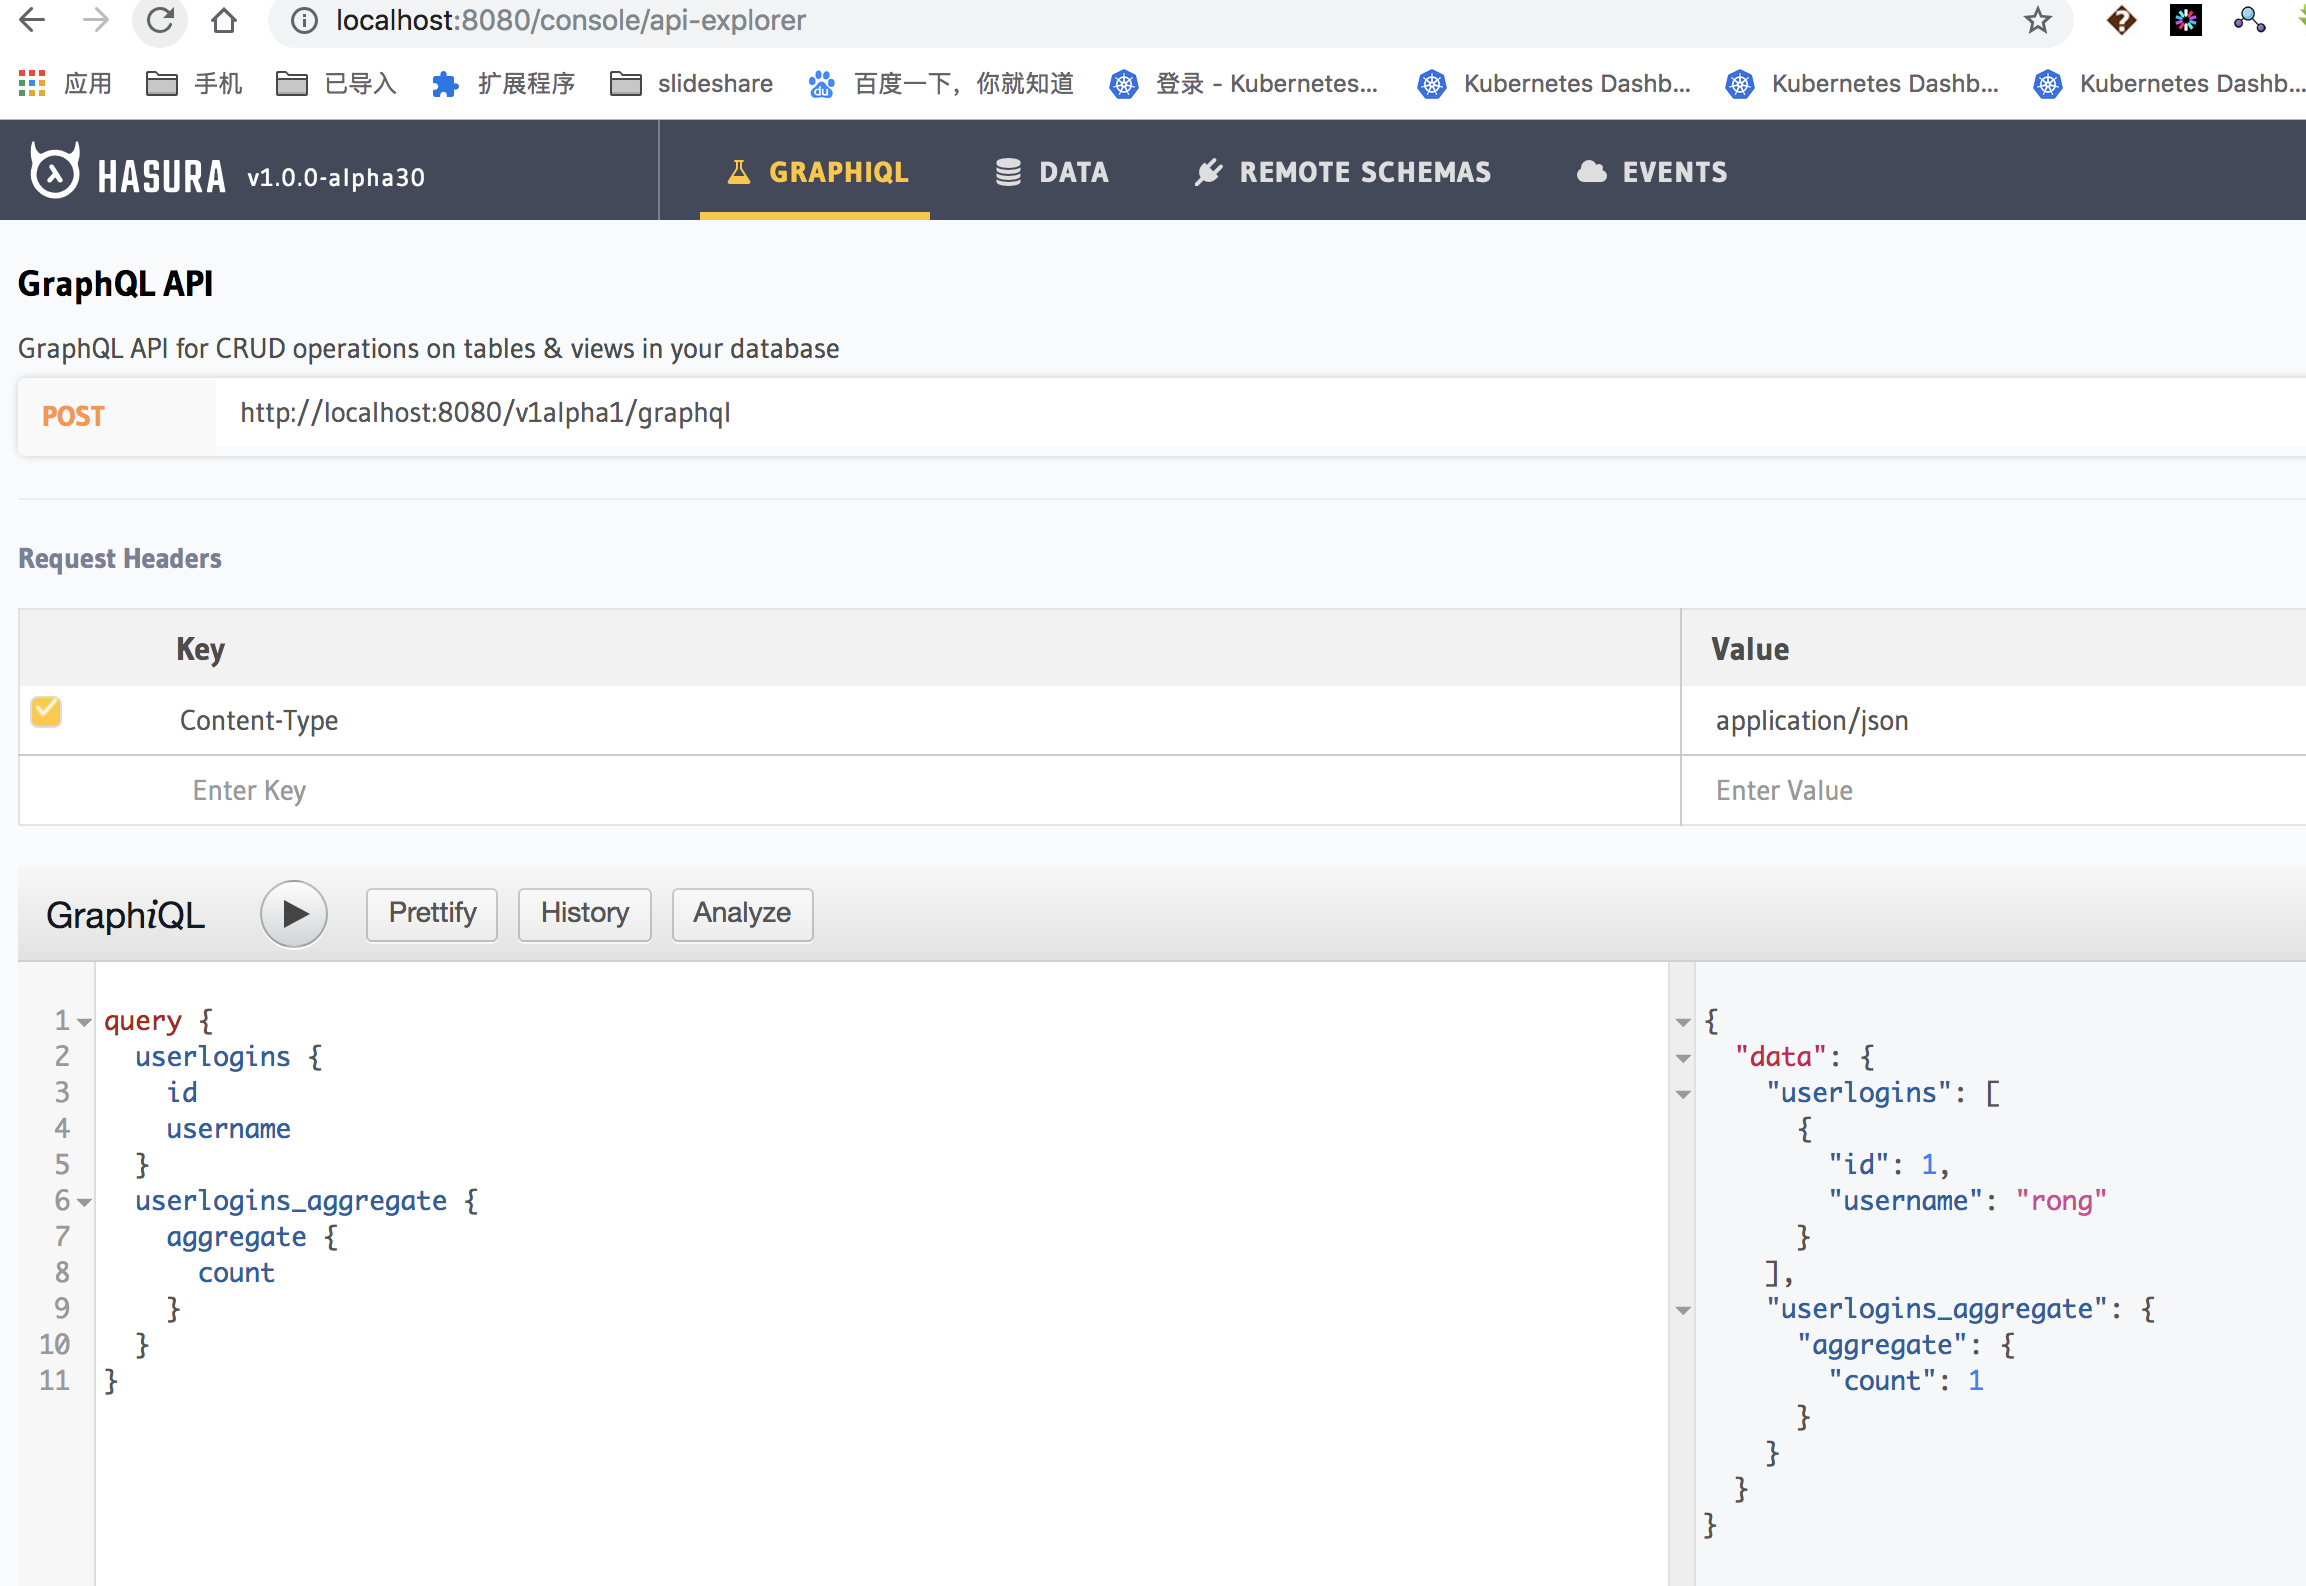 localhost:8080/console/api-explorer
应用 手机 已导入 扩展程序 slideshare 百度一下，你就知道 登录 - Kubernetes... Kubernetes Dashb... Kubernetes Dashb... Kubernetes Dashb...
HASURA v1.0.0-alpha30 GRAPHIQL DATA REMOTE SCHEMAS EVENTS
GraphQL API
GraphQL API for CRUD operations on tables & views in your database
POST http://localhost:8080/v1alpha1/graphql
Request Headers
Key Value
Content-Type application/json
Enter Key Enter Value
GraphiQL Prettify History Analyze
1 query {
2 userlogins {
3 id
4 username
5 }
6 userlogins_aggregate {
7 aggregate {
8 count
9 }
10 }
11 }
{
"data": {
"userlogins": [
{
"id": 1,
"username": "rong"
}
],
"userlogins_aggregate": {
"aggregate": {
"count": 1
}
}
}
}